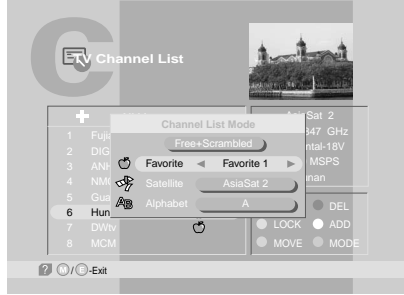 TV Channel List
AsiaSat 2
Channel List Mode
1 Fuji
GHz
Free+Scrambled
2 DIG
ntal-18V
3 ANH
Favorite ◄ Favorite 1 ►
MSPS
4 NMC
Satellite AsiaSat 2
nan
5 Gua
AB Alphabet A
DEL
6 Hun
7 DWtv
LOCK ADD
8 MCM
MOVE MODE
? M / E -Exit